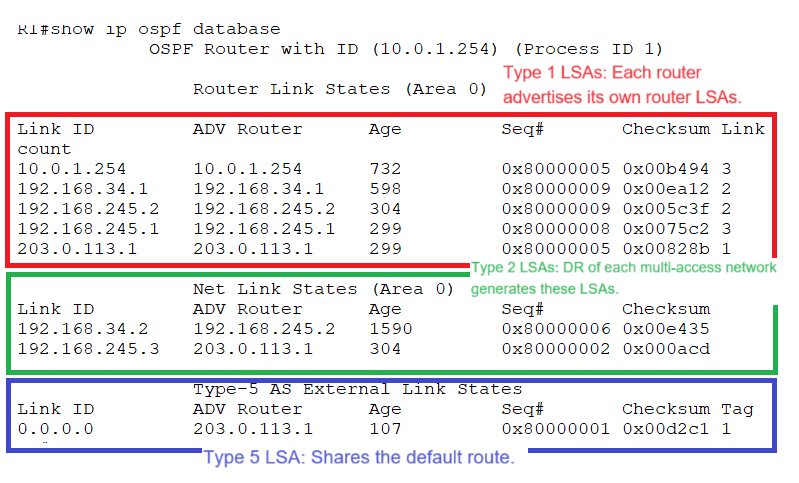 R1#show ip ospf database
OSPF Router with ID (10.0.1.254) (Process ID 1)
Type 1 LSAs: Each router
Router Link States (Area 0)
advertises its own router LSAs.
Link ID ADV Router Age Seq# Checksum Link
count
10.0.1.254 10.0.1.254 732 0x80000005 0x00b494 3
192.168.34.1 192.168.34.1 598 0x80000009 0x00ea12 2
192.168.245.2 192.168.245.2 304 0x80000009 0x005c3f 2
192.168.245.1 192.168.245.1 299 0x80000008 0x0075c2 3
203.0.113.1 203.0.113.1 299 0x80000005 0x00828b 1
Type 2 LSAs: DR of each multi-access network
generates these LSAs.
Net Link States (Area 0)
Link ID ADV Router Age Seq# Checksum
192.168.34.2 192.168.245.2 1590 0x80000006 0x00e435
192.168.245.3 203.0.113.1 304 0x80000002 0x000acd
Type-5 AS External Link States
Link ID ADV Router Age Seq# Checksum Tag
0.0.0.0 203.0.113.1 107 0x80000001 0x00d2c1 1
Type 5 LSA: Shares the default route.